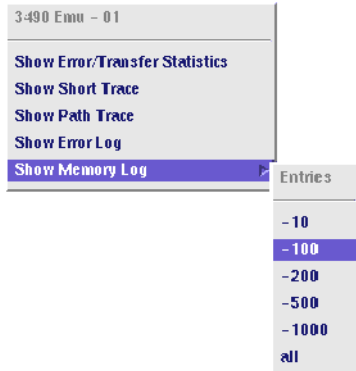 3490 Emu - 01
Show Error/Transfer Statistics
Show Short Trace
Show Path Trace
Show Error Log
Show Memory Log
Entries
-10
-100
-200
-500
-1000
all